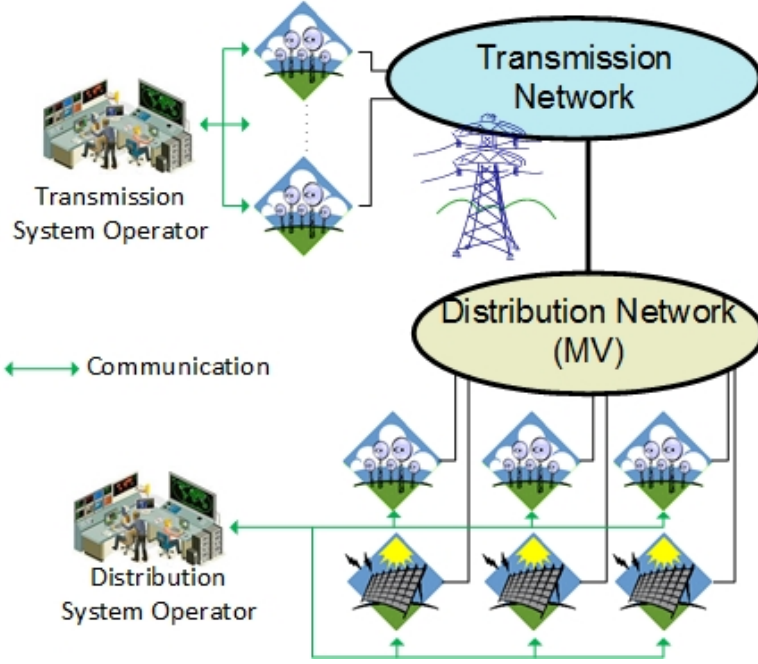 Transmission
Network
Transmission
System Operator
Distribution Network
(MV)
Communication
Distribution
System Operator